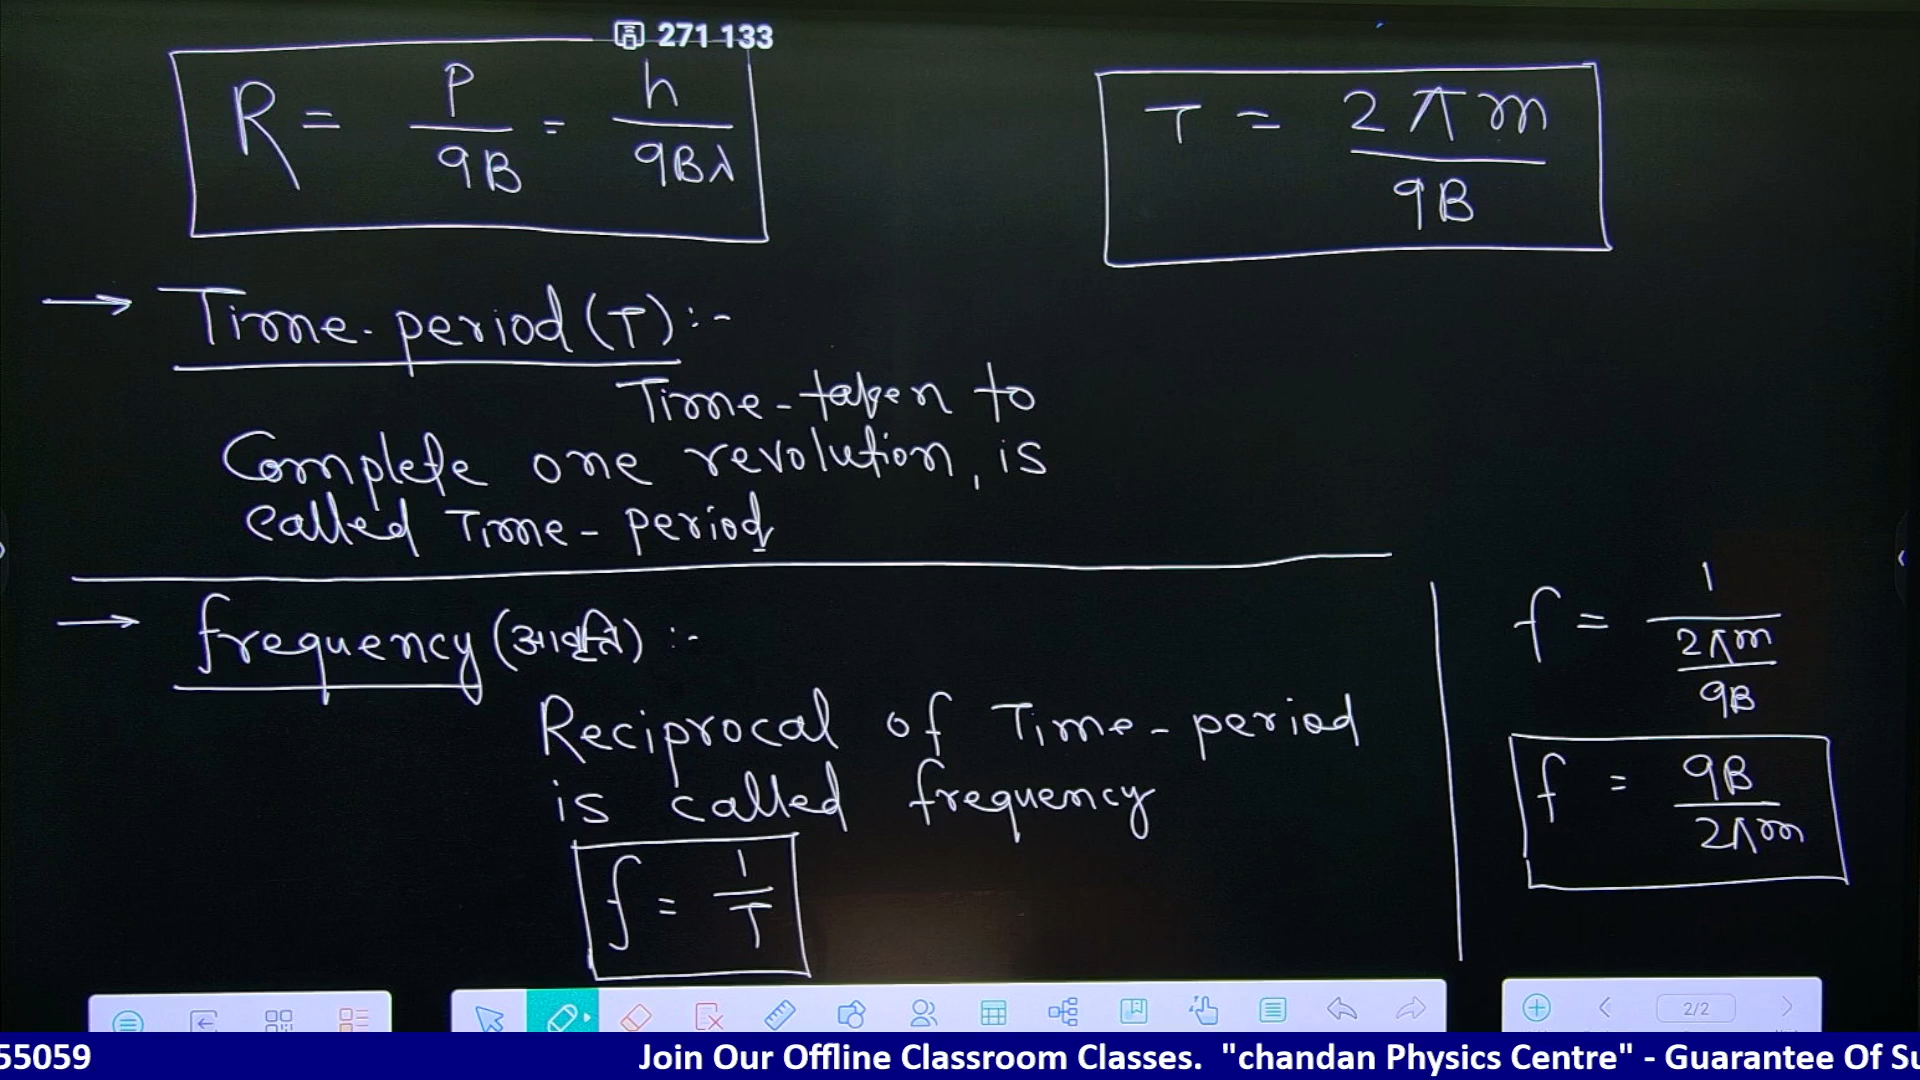 271 133
R = P/qB = h/qBλ
T = 2πm/qB
→ Time-period (T) :-
Time-taken to
Complete one revolution, is
called Time-period
→ frequency (आवृत्ति) :-
Reciprocal of Time-period
is called frequency
f = 1/T
f = 1/(2πm/qB)
f = qB/2πm
2/2
55059
Join Our Offline Classroom Classes. "chandan Physics Centre" - Guarantee Of Su